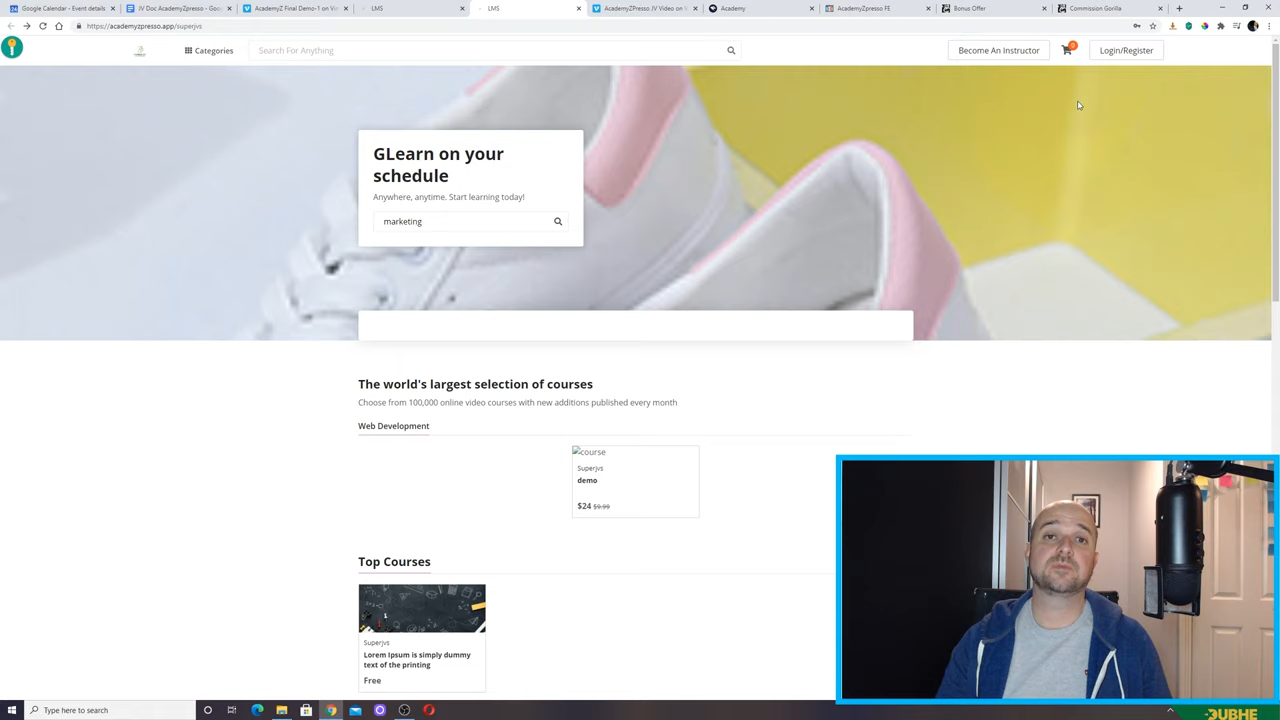 Google Calendar - Event details
JV Doc AcademyZpresso - Goo
AcademyZ Final Demo-1 on Vim
LMS
LMS
AcademyZPresso JV Video on V
Academy
AcademyZpresso FE
Bonus Offer
Commission Gorilla
https://academyzpresso.app/superjvs
Categories
Search For Anything
Become An Instructor
0
Login/Register
GLearn on your
schedule
Anywhere, anytime. Start learning today!
marketing
The world's largest selection of courses
Choose from 100,000 online video courses with new additions published every month
Web Development
course
Superjvs
demo
$24 $9.99
Top Courses
Superjvs
Lorem Ipsum is simply dummy
text of the printing
Free
Type here to search